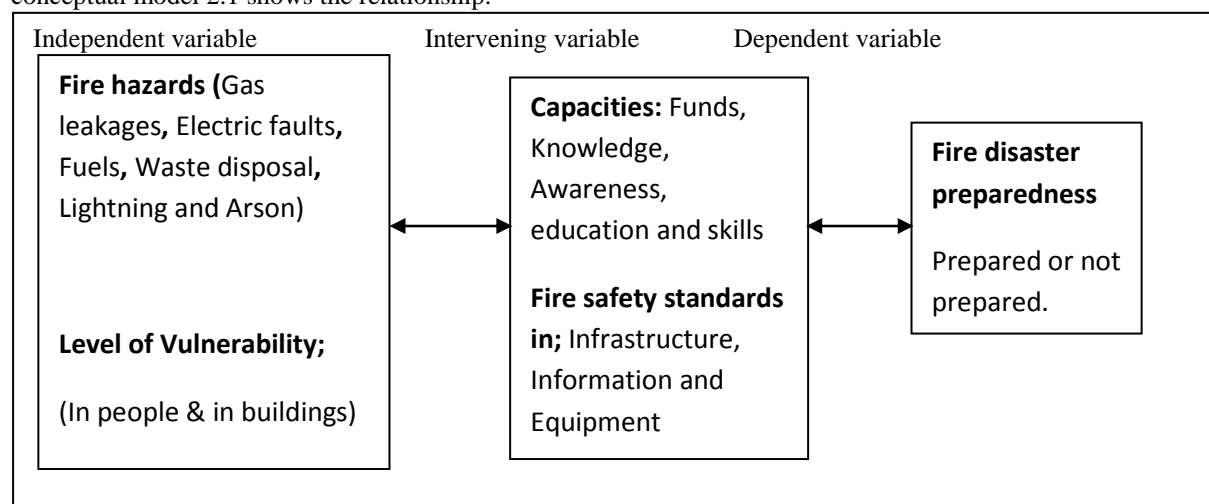 conceptual model 2.1 shows the relationship.
Independent variable
Intervening variable
Dependent variable
Fire hazards (Gas
leakages, Electric faults,
Fuels, Waste disposal,
Lightning and Arson)
Level of Vulnerability;
(In people & in buildings)
Capacities: Funds,
Knowledge,
Awareness,
education and skills
Fire safety standards
in; Infrastructure,
Information and
Equipment
Fire disaster
preparedness
Prepared or not
prepared.